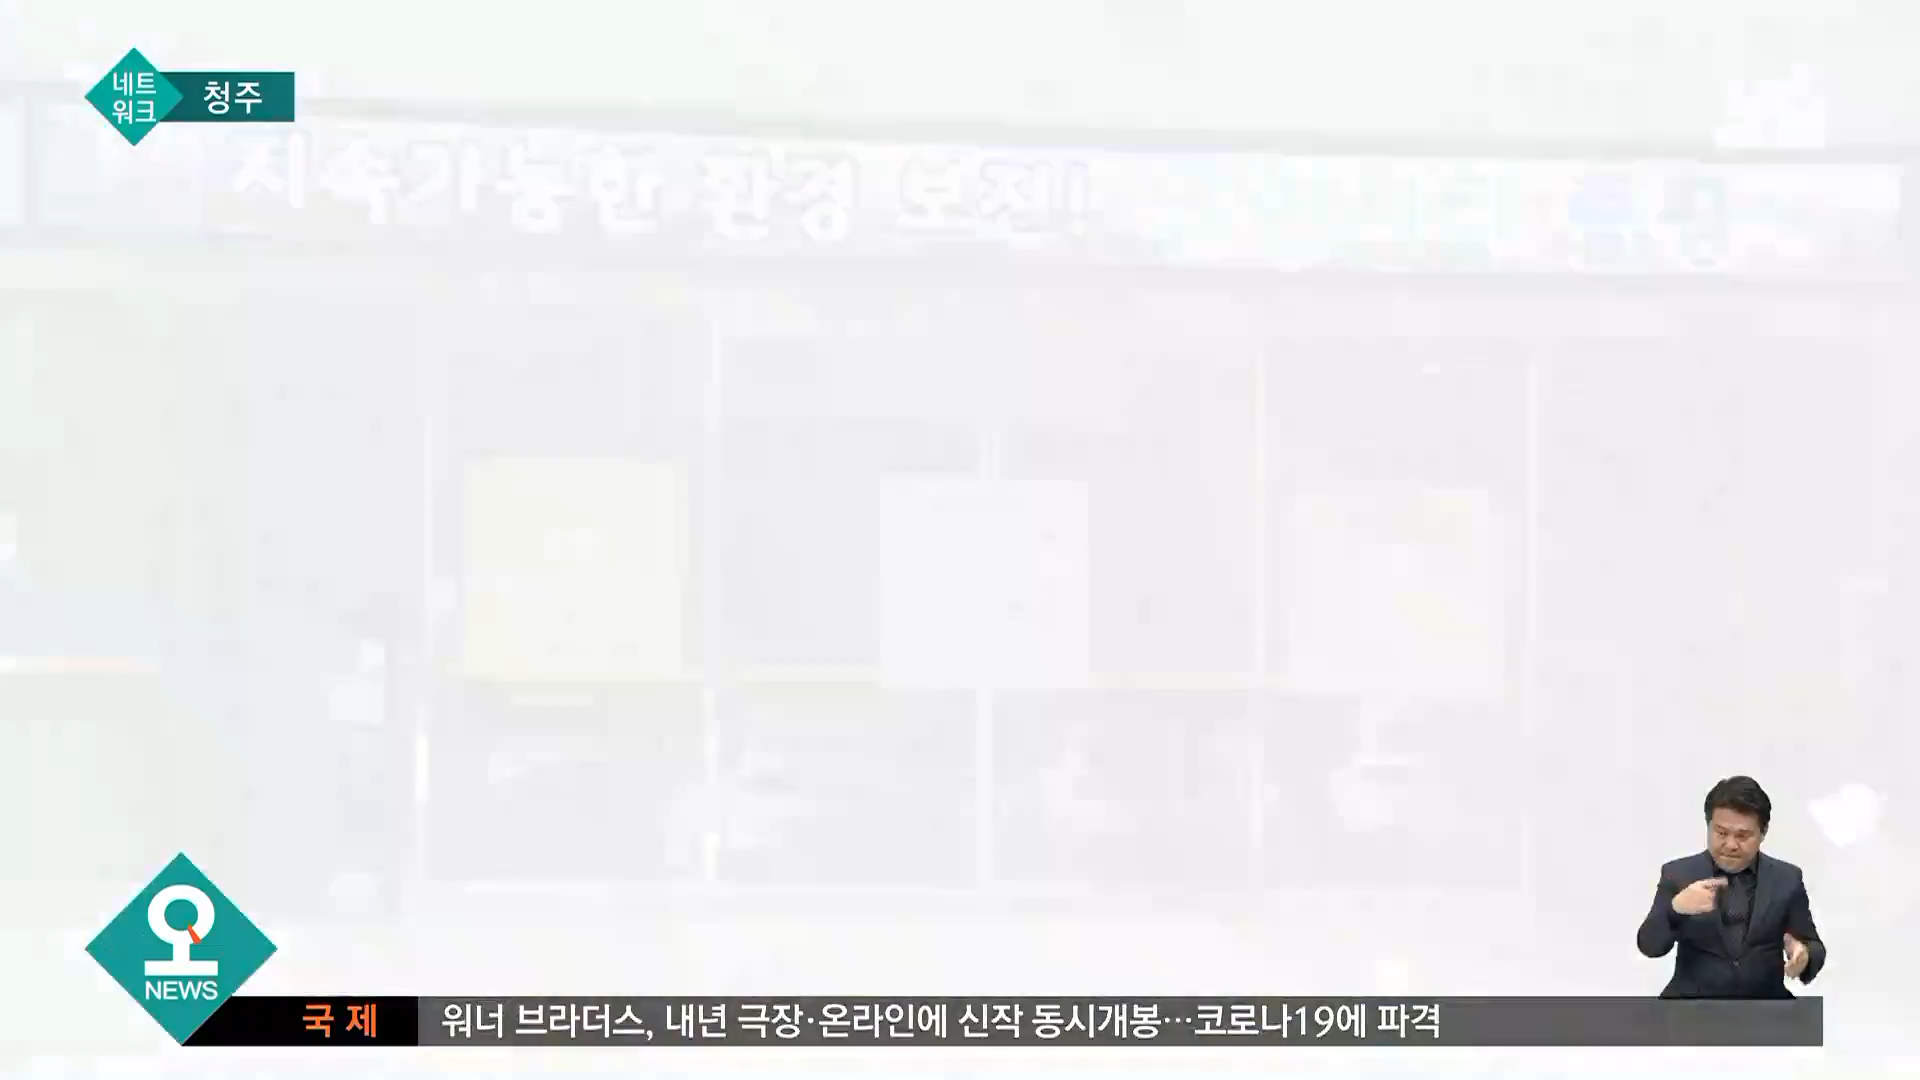 네트
워크
청주
지속가능한 환경 보전!
오
NEWS
국제
워너 브라더스, 내년 극장·온라인에 신작 동시개봉…코로나19에 파격